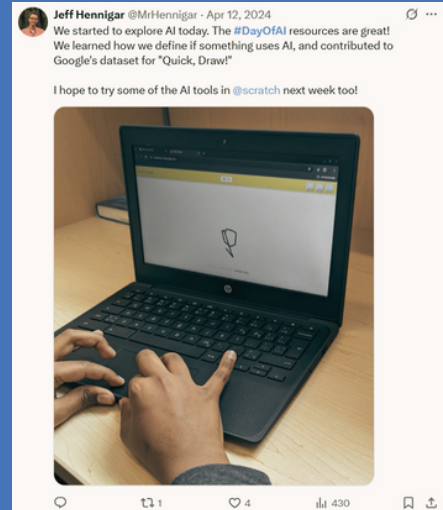 Jeff Hennigar @MrHennigar · Apr 12, 2024
We started to explore AI today. The #DayOfAI resources are great!
We learned how we define if something uses AI, and contributed to
Google's dataset for "Quick, Draw!"
I hope to try some of the AI tools in @scratch next week too!
hp
1 4 430